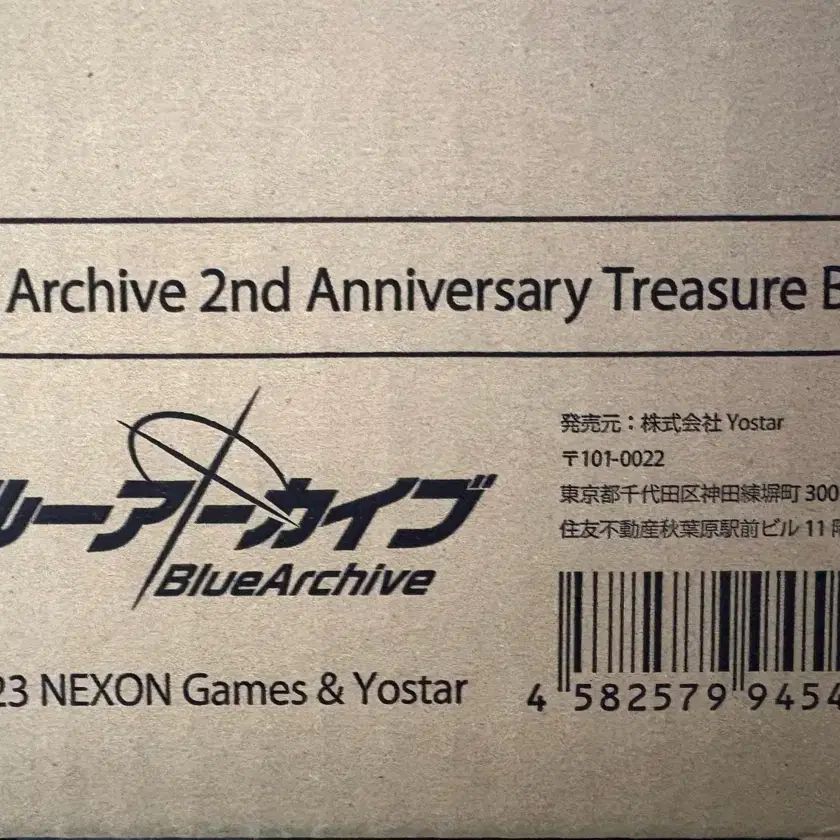 Archive 2nd Anniversary Treasure
ルーアーカイブ
BlueArchive
23 NEXON Games & Yostar
発売元：株式会社 Yostar
〒101-0022
東京都千代田区神田練塀町 300
住友不動産秋葉原駅前ビル 11
4 582579 9454